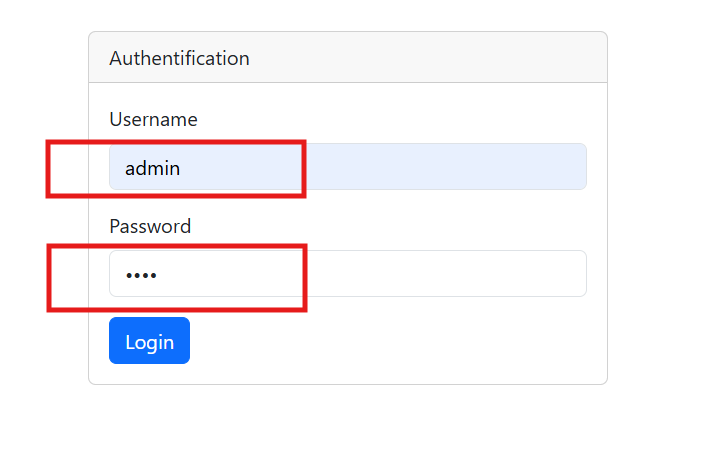 Authentification
Username
admin
Password
••••
Login